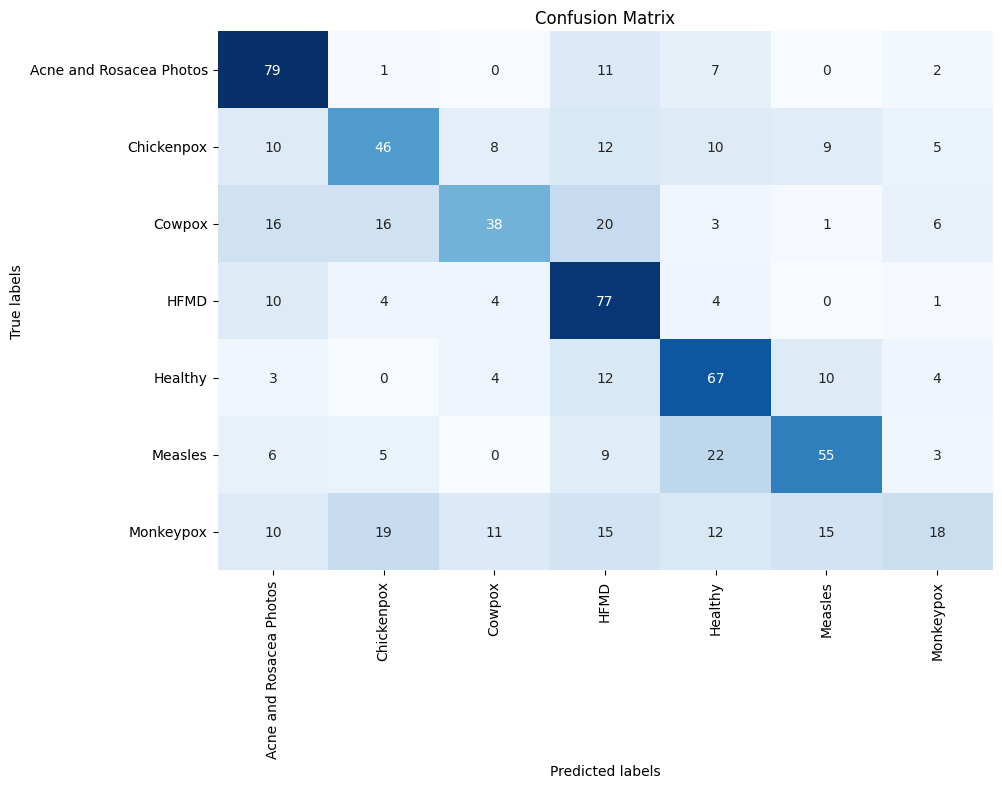 Confusion Matrix
Acne and Rosacea Photos 79 1 0 11 7 0 2
Chickenpox 10 46 8 12 10 9 5
Cowpox 16 16 38 20 3 1 6
HFMD 10 4 4 77 4 0 1
Healthy 3 0 4 12 67 10 4
Measles 6 5 0 9 22 55 3
Monkeypox 10 19 11 15 12 15 18
True labels
Acne and Rosacea Photos
Chickenpox
Cowpox
HFMD
Healthy
Measles
Monkeypox
Predicted labels